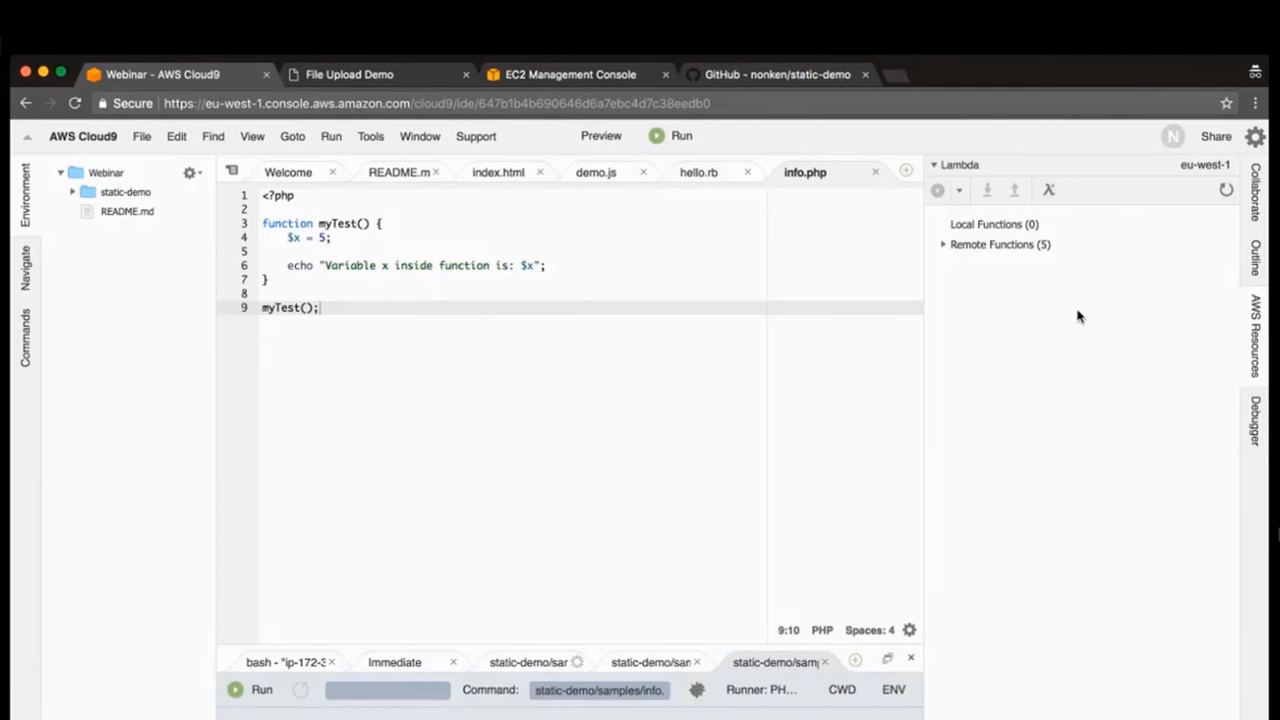 Webinar - AWS Cloud9
File Upload Demo
EC2 Management Console
GitHub - nonken/static-demo
Secure
https://eu-west-1.console.aws.amazon.com/cloud9/ide/647b1b4b690646d6a7ebc4d7c38eedb0
AWS Cloud9 File Edit Find View Goto Run Tools Window Support Preview Run N Share
Environment
Navigate
Commands
Webinar
static-demo
README.md
Welcome README.m index.html demo.js hello.rb info.php
1 <?php
2
3 function myTest() {
4 $x = 5;
5
6 echo "Variable x inside function is: $x";
7 }
8
9 myTest();
9:10 PHP Spaces: 4
Lambda eu-west-1
Local Functions (0)
Remote Functions (5)
Collaborate
Outline
AWS Resources
Debugger
bash - "ip-172-3 Immediate static-demo/sar static-demo/san static-demo/samp
Run Command: static-demo/samples/info. Runner: PH... CWD ENV